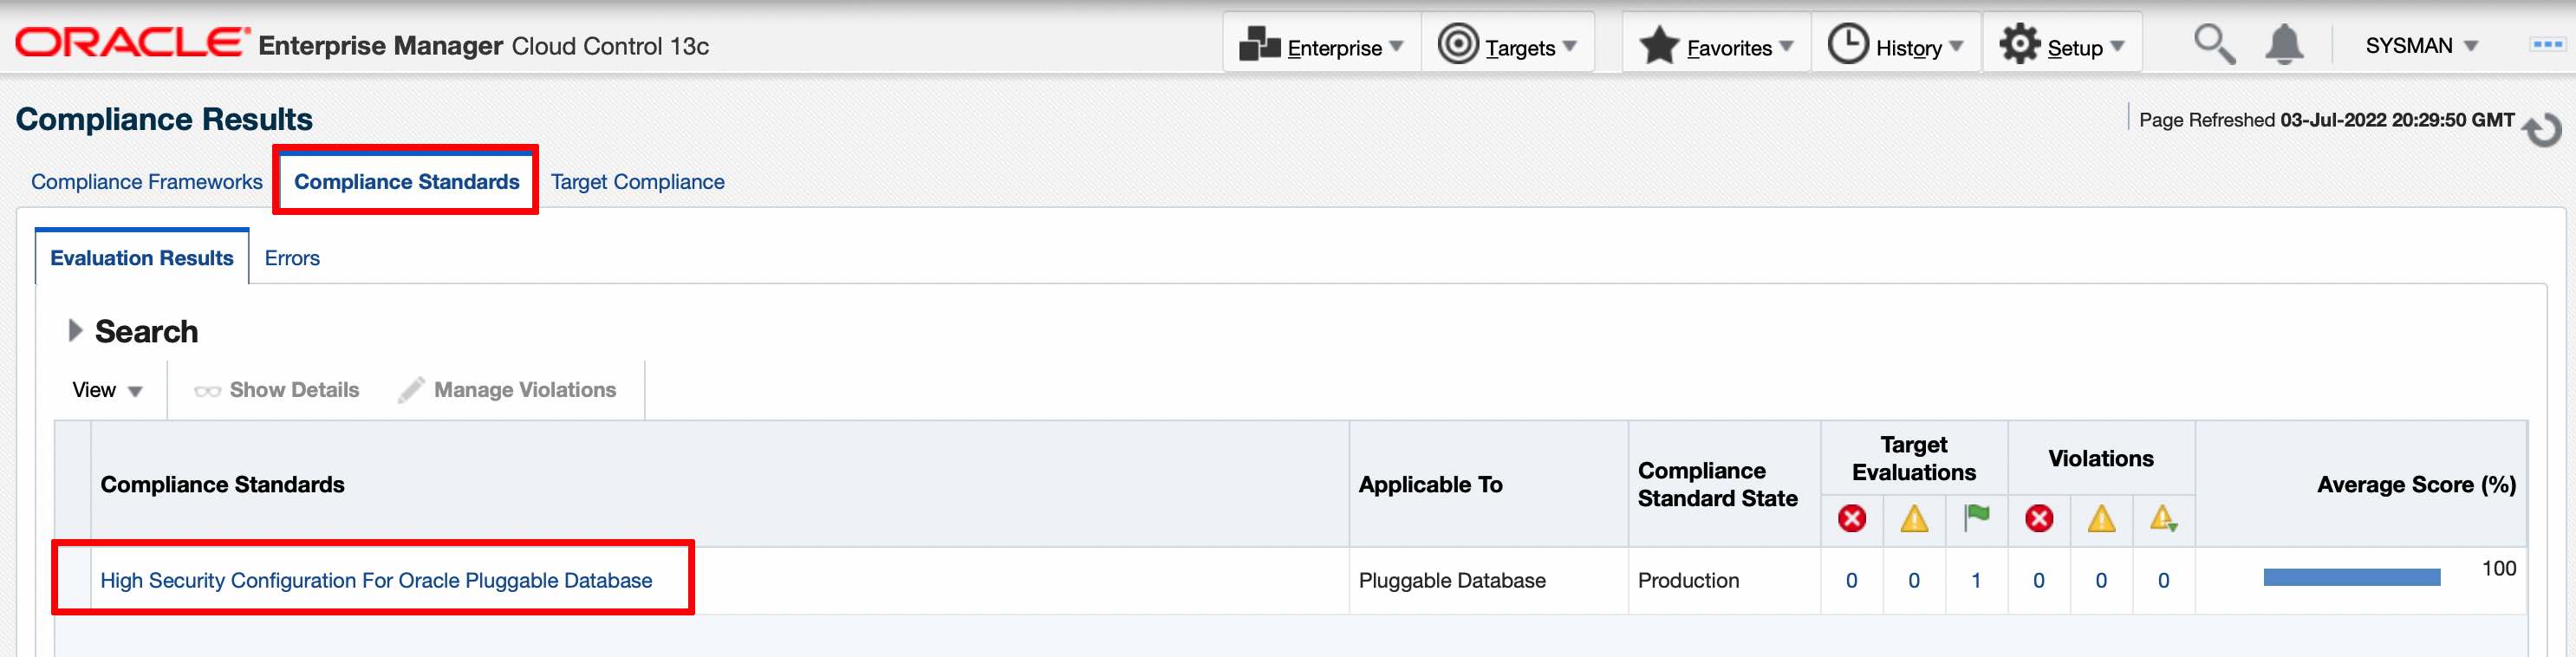 ORACLE Enterprise Manager Cloud Control 13c
Enterprise Targets Favorites History Setup SYSMAN
Compliance Results
Page Refreshed 03-Jul-2022 20:29:50 GMT
Compliance Frameworks Compliance Standards Target Compliance
Evaluation Results Errors
Search
View Show Details Manage Violations
Compliance Standards
Applicable To
Compliance
Standard State
Target
Evaluations
Violations
Average Score (%)
High Security Configuration For Oracle Pluggable Database Pluggable Database Production 0 0 1 0 0 0 100